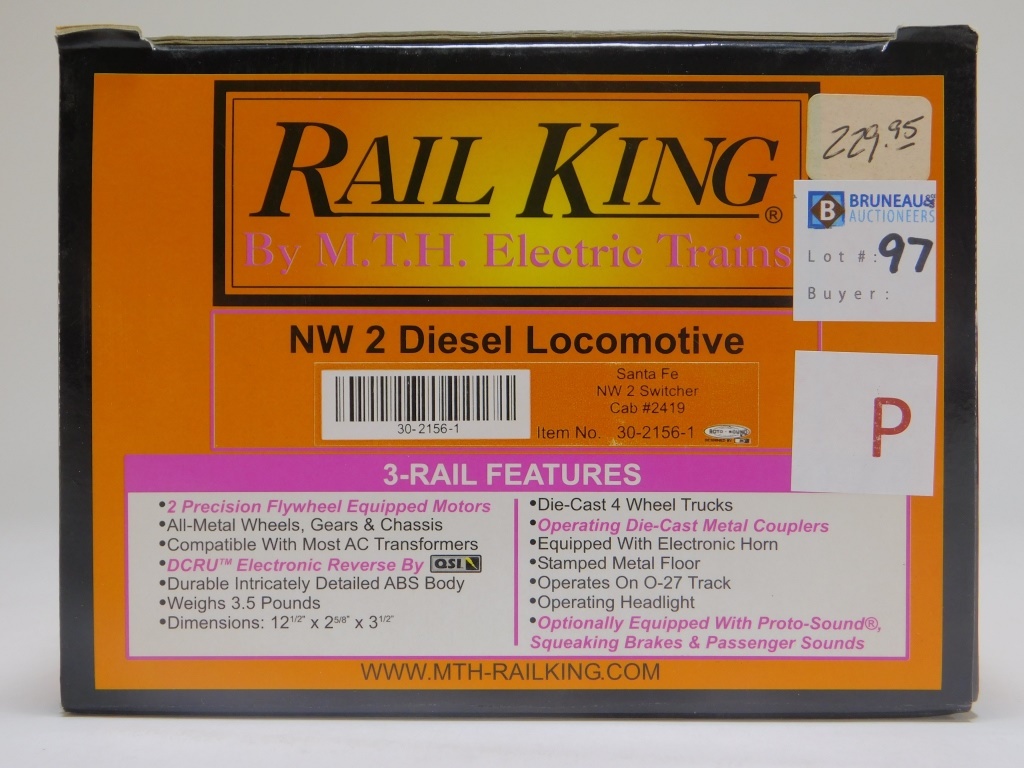 RAIL KING®
By M.T.H. Electric Trains
229.95
B BRUNEAU&
AUCTIONEERS
Lot #: 97
Buyer:
P
NW 2 Diesel Locomotive
Santa Fe
NW 2 Switcher
Cab #2419
30-2156-1
Item No. 30-2156-1
3-RAIL FEATURES
•2 Precision Flywheel Equipped Motors
•All-Metal Wheels, Gears & Chassis
•Compatible With Most AC Transformers
•DCRU™ Electronic Reverse By QSI
•Durable Intricately Detailed ABS Body
•Weighs 3.5 Pounds
•Dimensions: 12 1/2" x 2 5/8" x 3 1/2"
•Die-Cast 4 Wheel Trucks
•Operating Die-Cast Metal Couplers
•Equipped With Electronic Horn
•Stamped Metal Floor
•Operates On O-27 Track
•Operating Headlight
•Optionally Equipped With Proto-Sound®,
Squeaking Brakes & Passenger Sounds
WWW.MTH-RAILKING.COM